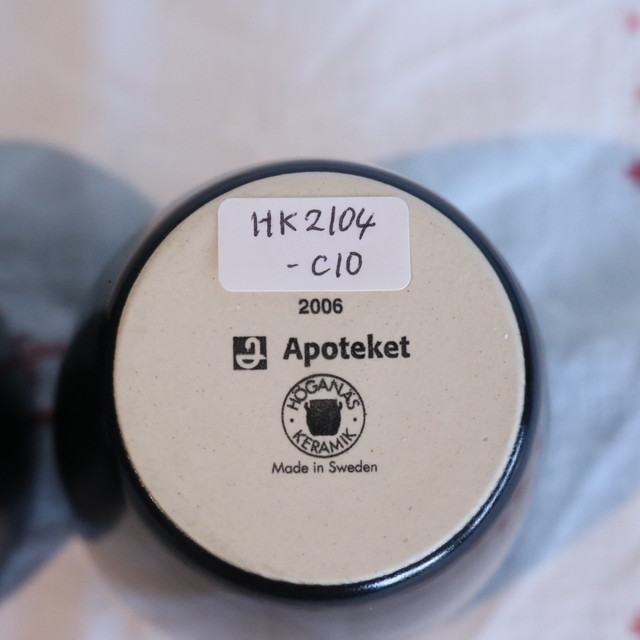 HK2104
-C10
2006
Apoteket
HÖGANÄS
KERAMIK
Made in Sweden